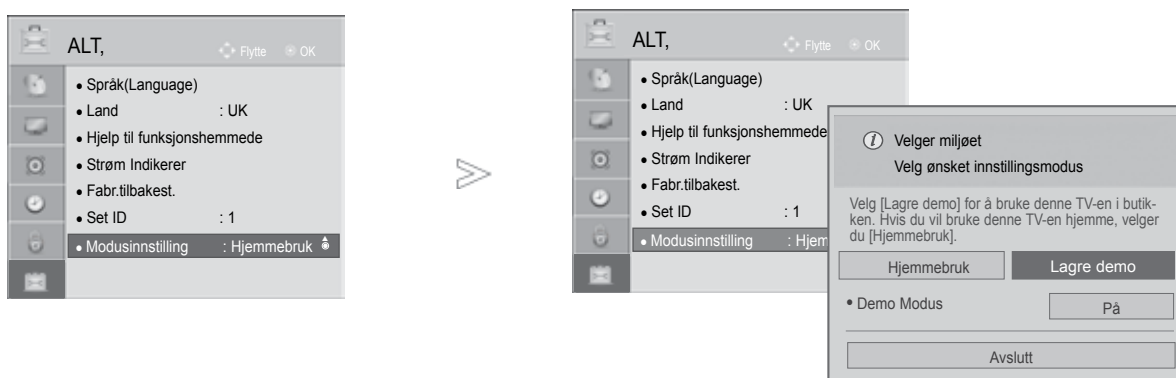 ALT,
Flytte OK
• Språk(Language)
• Land : UK
• Hjelp til funksjonshemmede
• Strøm Indikerer
• Fabr.tilbakest.
• Set ID : 1
• Modusinnstilling : Hjemmebruk
ALT,
Flytte OK
• Språk(Language)
• Land : UK
• Hjelp til funksjonshemmede
• Strøm Indikerer
• Fabr.tilbakest.
• Set ID : 1
• Modusinnstilling : Hjem
i Velger miljøet
Velg ønsket innstillingsmodus
Velg [Lagre demo] for å bruke denne TV-en i butik-
ken. Hvis du vil bruke denne TV-en hjemme, velger
du [Hjemmebruk].
Hjemmebruk Lagre demo
• Demo Modus På
Avslutt